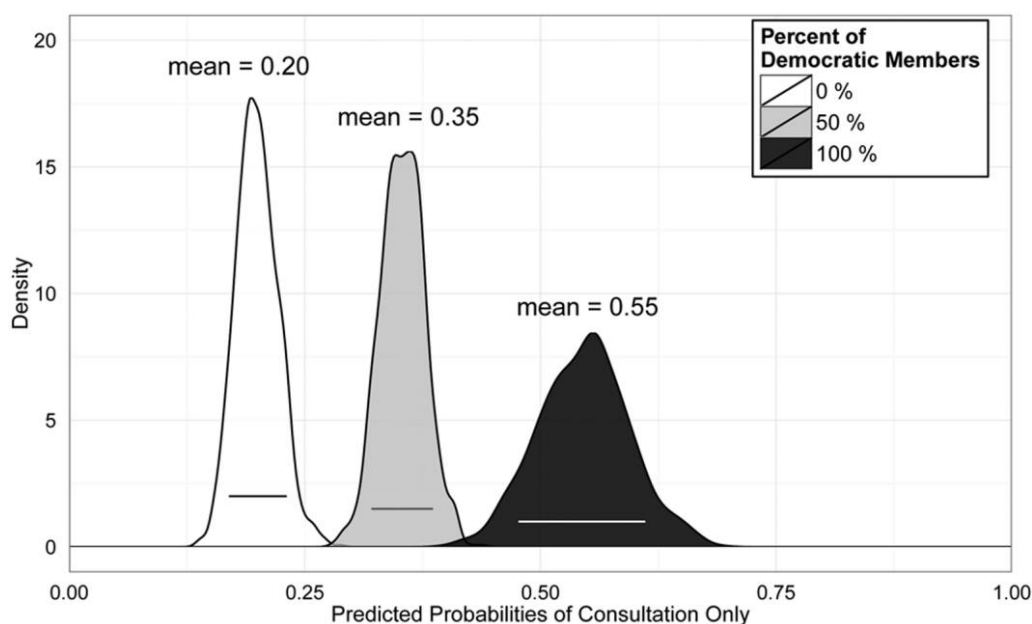 Percent of
Democratic Members
0 %
50 %
100 %
mean = 0.20
mean = 0.35
mean = 0.55
Density
20
15
10
5
0
0.00 0.25 0.50 0.75 1.00
Predicted Probabilities of Consultation Only